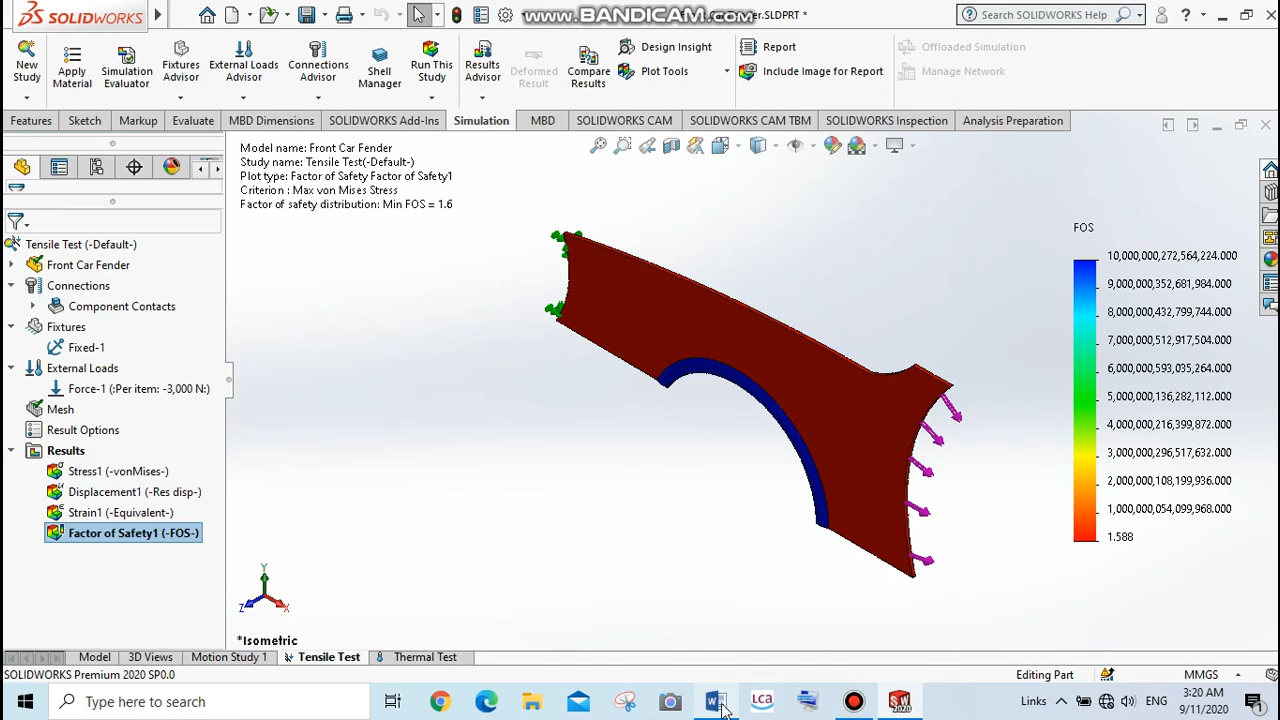 SOLIDWORKS
www.BANDICAM.com
.SLDPRT *
Search SOLIDWORKS Help
?
New Study
Apply Material
Simulation Evaluator
Fixtures Advisor
External Loads Advisor
Connections Advisor
Shell Manager
Run This Study
Results Advisor
Deformed Result
Compare Results
Design Insight
Plot Tools
Report
Include Image for Report
Offloaded Simulation
Manage Network
Features
Sketch
Markup
Evaluate
MBD Dimensions
SOLIDWORKS Add-Ins
Simulation
MBD
SOLIDWORKS CAM
SOLIDWORKS CAM TBM
SOLIDWORKS Inspection
Analysis Preparation
Model name: Front Car Fender
Study name: Tensile Test(-Default-)
Plot type: Factor of Safety Factor of Safety1
Criterion : Max von Mises Stress
Factor of safety distribution: Min FOS = 1.6
Tensile Test (-Default-)
Front Car Fender
Connections
Component Contacts
Fixtures
Fixed-1
External Loads
Force-1 (:Per item: -3,000 N:)
Mesh
Result Options
Results
Stress1 (-vonMises-)
Displacement1 (-Res disp-)
Strain1 (-Equivalent-)
Factor of Safety1 (-FOS-)
FOS
10,000,000,272,564,224.000
9,000,000,352,681,984.000
8,000,000,432,799,744.000
7,000,000,512,917,504.000
6,000,000,593,035,264.000
5,000,000,136,282,112.000
4,000,000,216,399,872.000
3,000,000,296,517,632.000
2,000,000,108,199,936.000
1,000,000,054,099,968.000
1.588
Y
Z
X
*Isometric
Model
3D Views
Motion Study 1
Tensile Test
Thermal Test
SOLIDWORKS Premium 2020 SP0.0
Editing Part
MMGS
Type here to search
LCA
SW 2020
Links
ENG
3:20 AM
9/11/2020